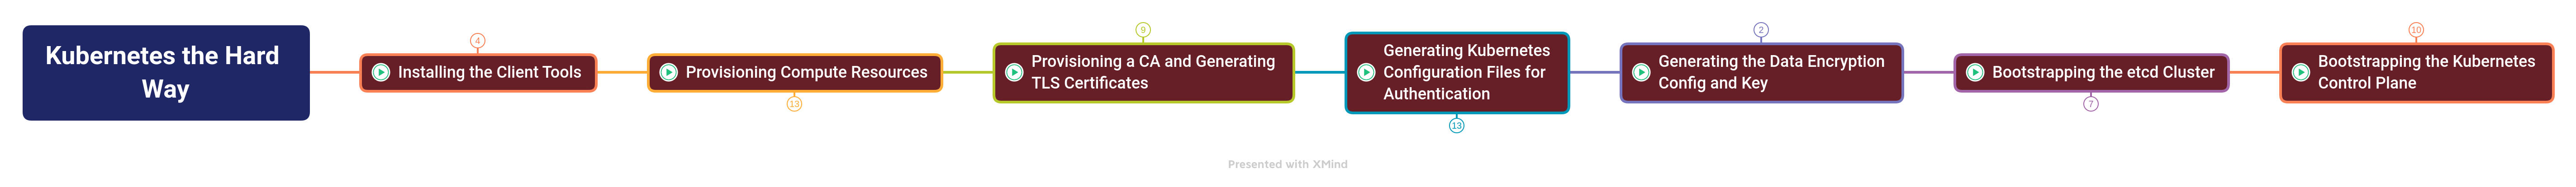 Kubernetes the Hard
Way
4
Installing the Client Tools
Provisioning Compute Resources
13
9
Provisioning a CA and Generating
TLS Certificates
Generating Kubernetes
Configuration Files for
Authentication
13
2
Generating the Data Encryption
Config and Key
Bootstrapping the etcd Cluster
7
10
Bootstrapping the Kubernetes
Control Plane
Presented with XMind